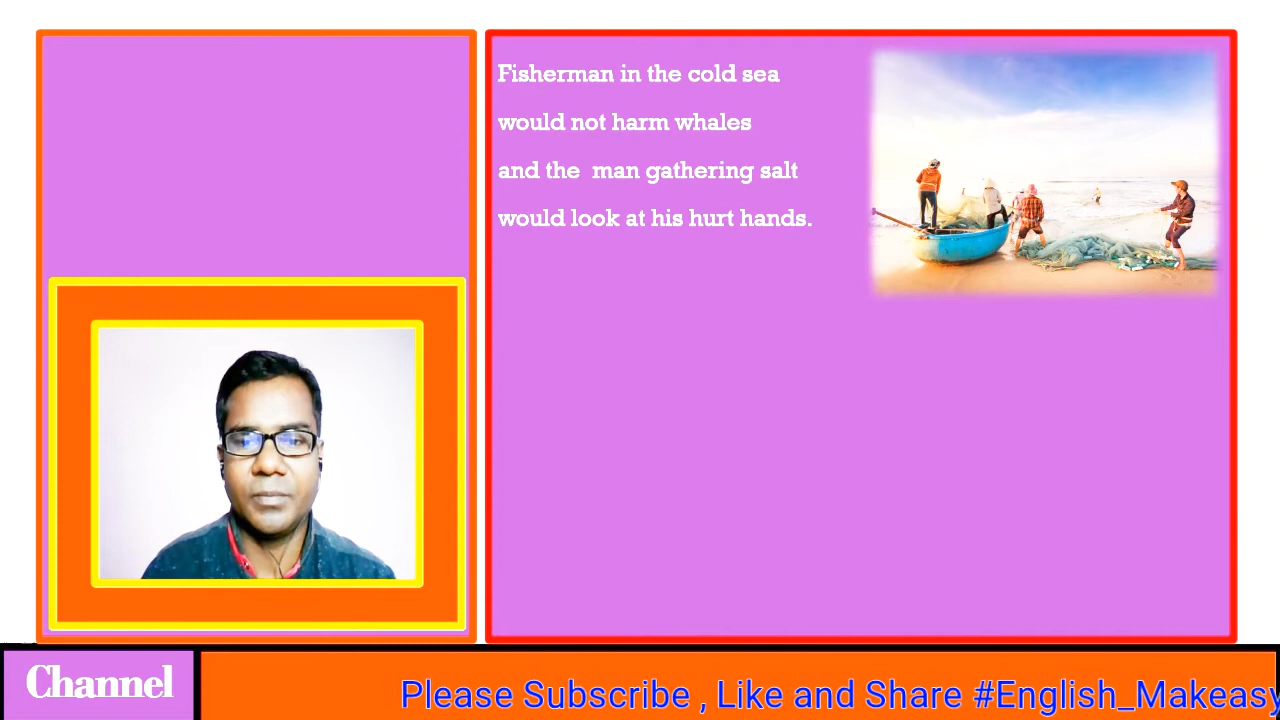 Fisherman in the cold sea
would not harm whales
and the man gathering salt
would look at his hurt hands.
Channel
Please Subscribe , Like and Share #English_Makeasy